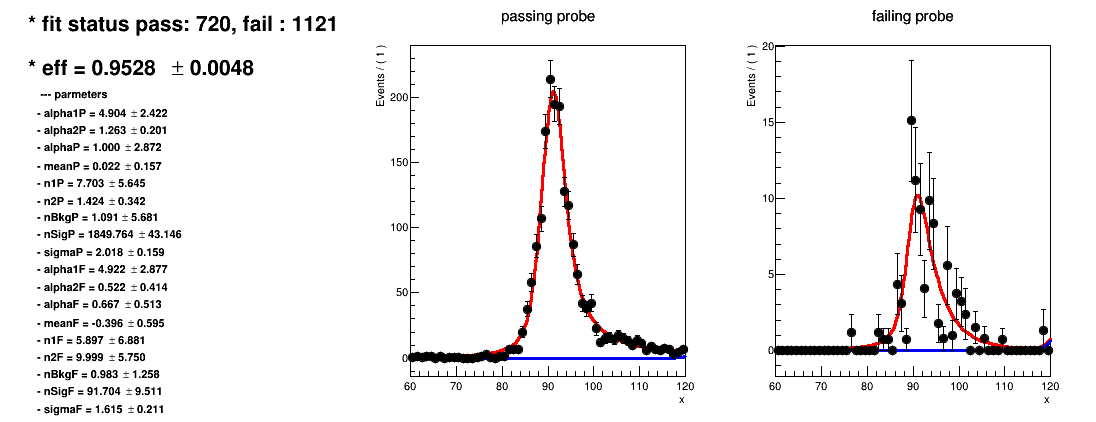 * fit status pass: 720, fail : 1121
* eff = 0.9528 ± 0.0048
--- parmeters
- alpha1P = 4.904 ± 2.422
- alpha2P = 1.263 ± 0.201
- alphaP = 1.000 ± 2.872
- meanP = 0.022 ± 0.157
- n1P = 7.703 ± 5.645
- n2P = 1.424 ± 0.342
- nBkgP = 1.091 ± 5.681
- nSigP = 1849.764 ± 43.146
- sigmaP = 2.018 ± 0.159
- alpha1F = 4.922 ± 2.877
- alpha2F = 0.522 ± 0.414
- alphaF = 0.667 ± 0.513
- meanF = -0.396 ± 0.595
- n1F = 5.897 ± 6.881
- n2F = 9.999 ± 5.750
- nBkgF = 0.983 ± 1.258
- nSigF = 91.704 ± 9.511
- sigmaF = 1.615 ± 0.211
passing probe
Events / ( 1 )
200
150
100
50
0
60 70 80 90 100 110 120
x
failing probe
Events / ( 1 )
20
15
10
5
0
60 70 80 90 100 110 120
x